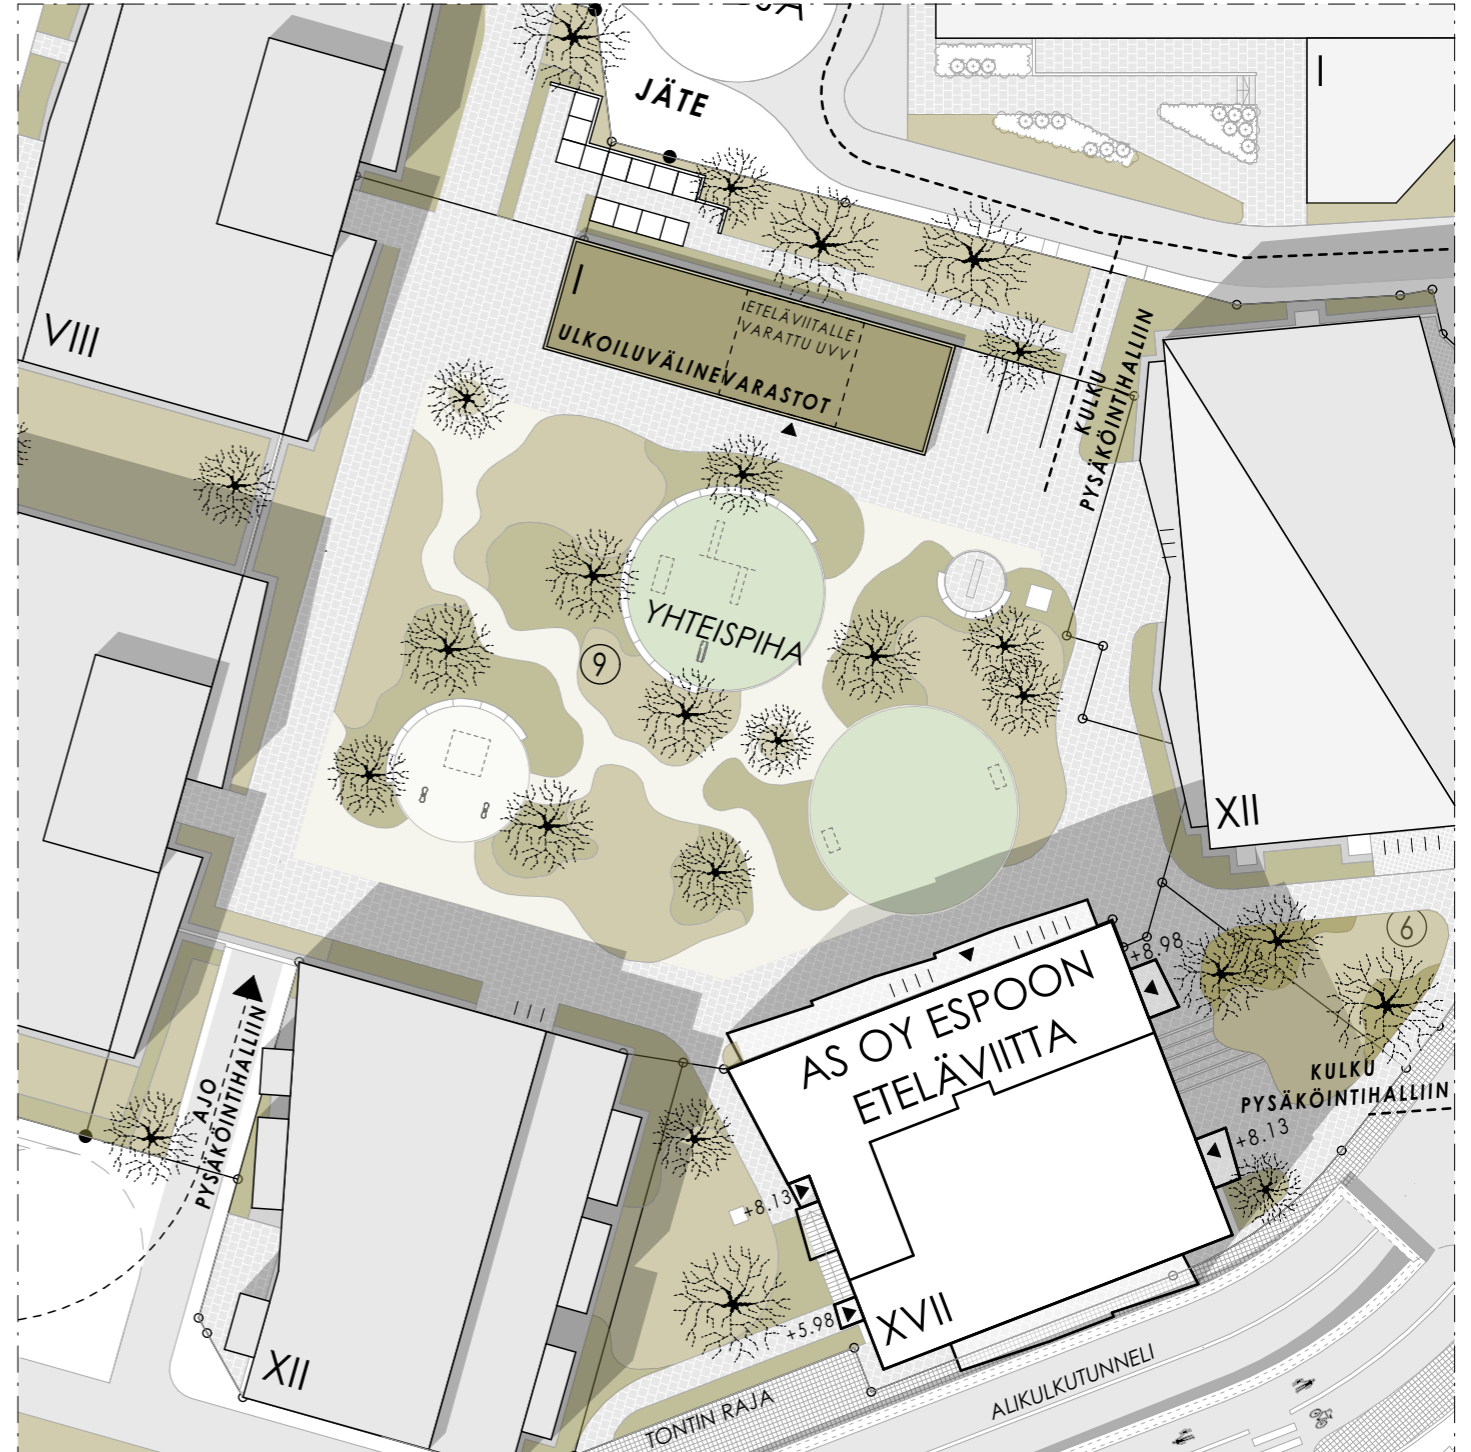 JÄTE
I
VIII
I
ETELÄVIITALLE
VARATTU UVV
ULKOILUVÄLINEVARASTOT
KULKU
PYSÄKÖINTIHALLIIN
YHTEISPIHA
9
XII
6
+8.98
AS OY ESPOON
ETELÄVIITTA
AJO
PYSÄKÖINTIHALLIIN
KULKU
PYSÄKÖINTIHALLIIN
+8.13
+8.13
+5.98
XVII
XII
TONTIN RAJA
ALIKULKUTUNNELI